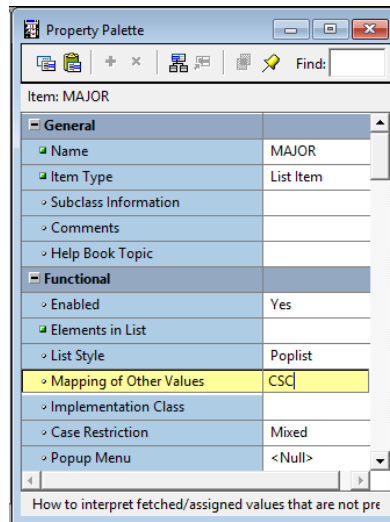 Property Palette
Find:
Item: MAJOR
General
Name MAJOR
Item Type List Item
Subclass Information
Comments
Help Book Topic
Functional
Enabled Yes
Elements in List
List Style Poplist
Mapping of Other Values CSC
Implementation Class
Case Restriction Mixed
Popup Menu <Null>
How to interpret fetched/assigned values that are not pre